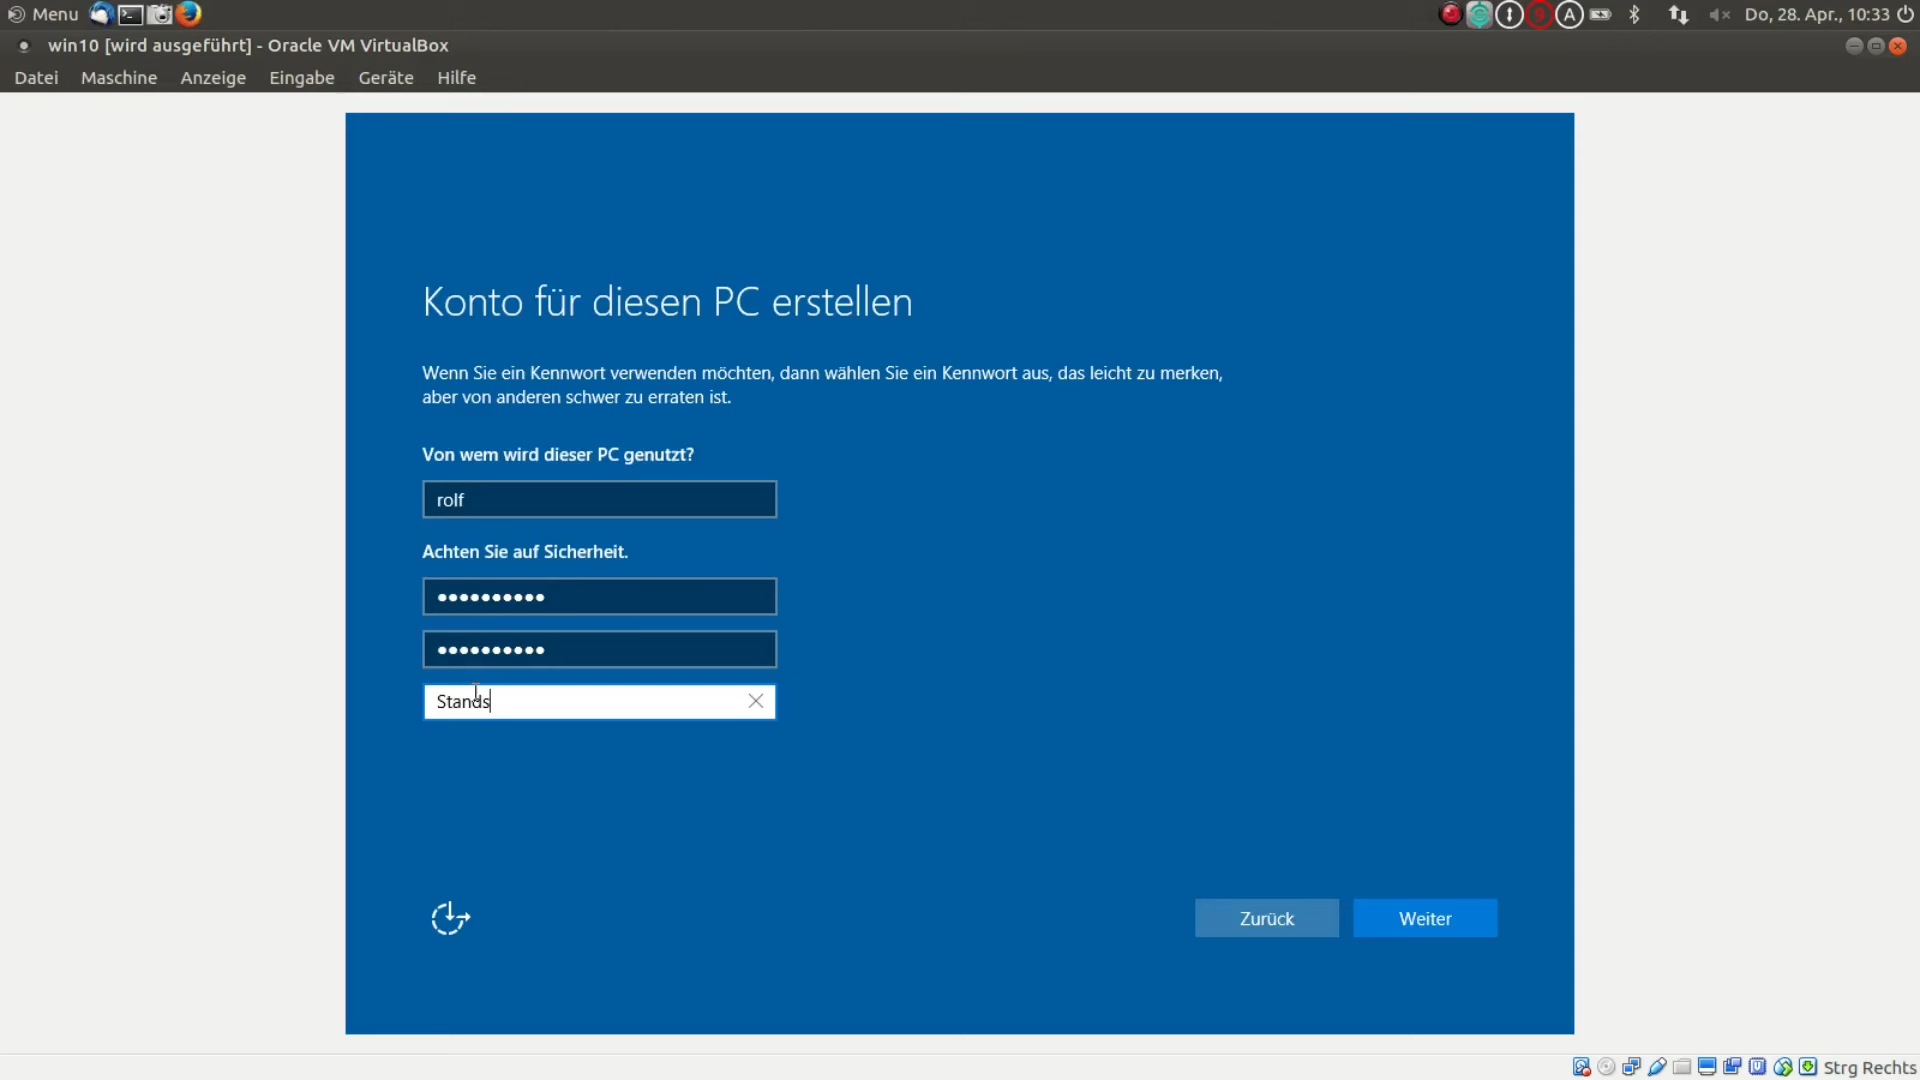 Menu
Do, 28. Apr., 10:33
win10 [wird ausgeführt] - Oracle VM VirtualBox
Datei Maschine Anzeige Eingabe Geräte Hilfe
Konto für diesen PC erstellen
Wenn Sie ein Kennwort verwenden möchten, dann wählen Sie ein Kennwort aus, das leicht zu merken,
aber von anderen schwer zu erraten ist.
Von wem wird dieser PC genutzt?
rolf
Achten Sie auf Sicherheit.
●●●●●●●●●●
●●●●●●●●●●
Stands
Zurück Weiter
Strg Rechts